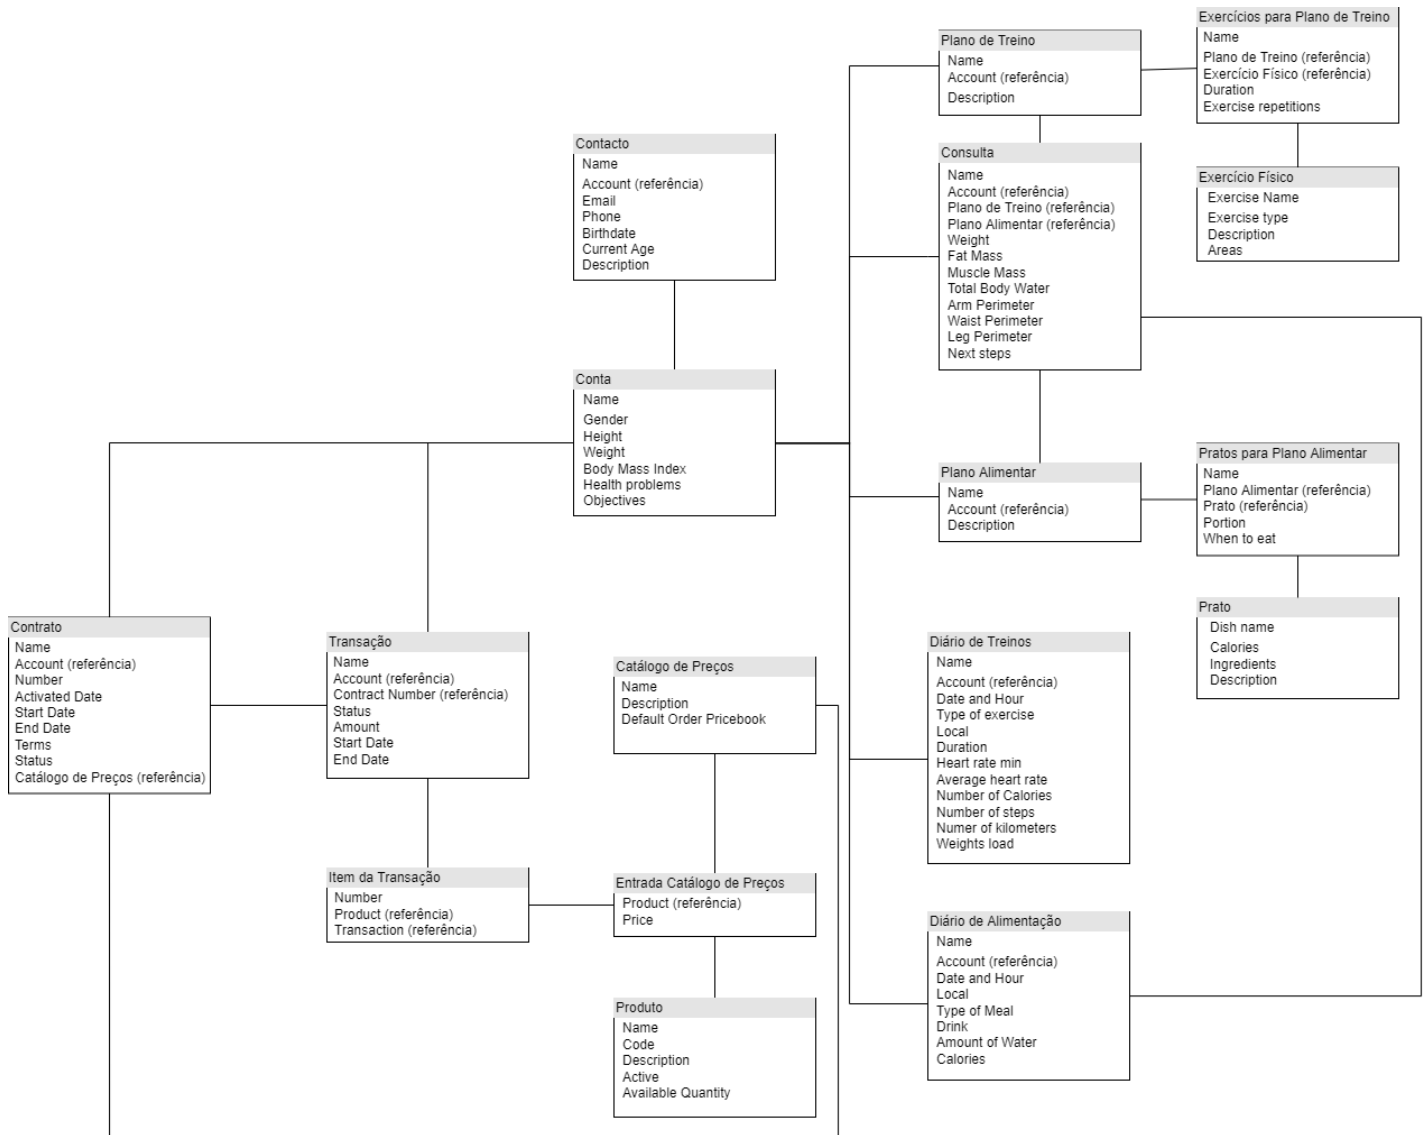 Plano de Treino
Name
Account (referência)
Description
Exercícios para Plano de Treino
Name
Plano de Treino (referência)
Exercício Físico (referência)
Duration
Exercise repetitions
Contacto
Name
Account (referência)
Email
Phone
Birthdate
Current Age
Description
Consulta
Name
Account (referência)
Plano de Treino (referência)
Plano Alimentar (referência)
Weight
Fat Mass
Muscle Mass
Total Body Water
Arm Perimeter
Waist Perimeter
Leg Perimeter
Next steps
Exercício Físico
Exercise Name
Exercise type
Description
Areas
Conta
Name
Gender
Height
Weight
Body Mass Index
Health problems
Objectives
Plano Alimentar
Name
Account (referência)
Description
Pratos para Plano Alimentar
Name
Plano Alimentar (referência)
Prato (referência)
Portion
When to eat
Prato
Dish name
Calories
Ingredients
Description
Contrato
Name
Account (referência)
Number
Activated Date
Start Date
End Date
Terms
Status
Catálogo de Preços (referência)
Transação
Name
Account (referência)
Contract Number (referência)
Status
Amount
Start Date
End Date
Catálogo de Preços
Name
Description
Default Order Pricebook
Diário de Treinos
Name
Account (referência)
Date and Hour
Type of exercise
Local
Duration
Heart rate min
Average heart rate
Number of Calories
Number of steps
Numer of kilometers
Weights load
Item da Transação
Number
Product (referência)
Transaction (referência)
Entrada Catálogo de Preços
Product (referência)
Price
Diário de Alimentação
Name
Account (referência)
Date and Hour
Local
Type of Meal
Drink
Amount of Water
Calories
Produto
Name
Code
Description
Active
Available Quantity